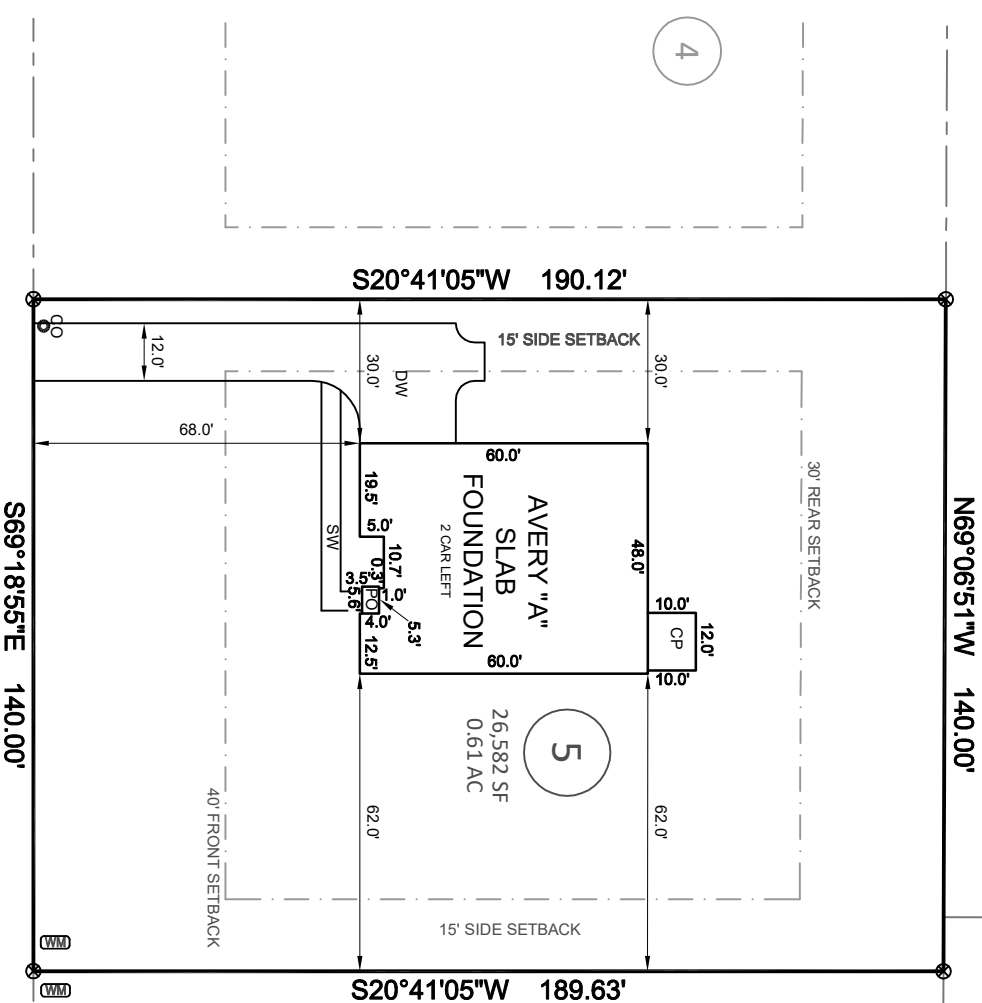 4
S20°41'05"W 190.12'
CO
12.0'
DW
30.0'
15' SIDE SETBACK
30.0'
68.0'
60.0'
30' REAR SETBACK
19.5'
5.0'
10.7'
0.3'
3.5'
1.0'
5.6'
PO
4.0'
5.3'
12.5'
SW
AVERY "A"
SLAB
FOUNDATION
2 CAR LEFT
48.0'
10.0'
CP
12.0'
10.0'
60.0'
S69°18'55"E 140.00'
N69°06'51"W 140.00'
5
26,582 SF
0.61 AC
62.0'
62.0'
40' FRONT SETBACK
15' SIDE SETBACK
WM
WM
S20°41'05"W 189.63'